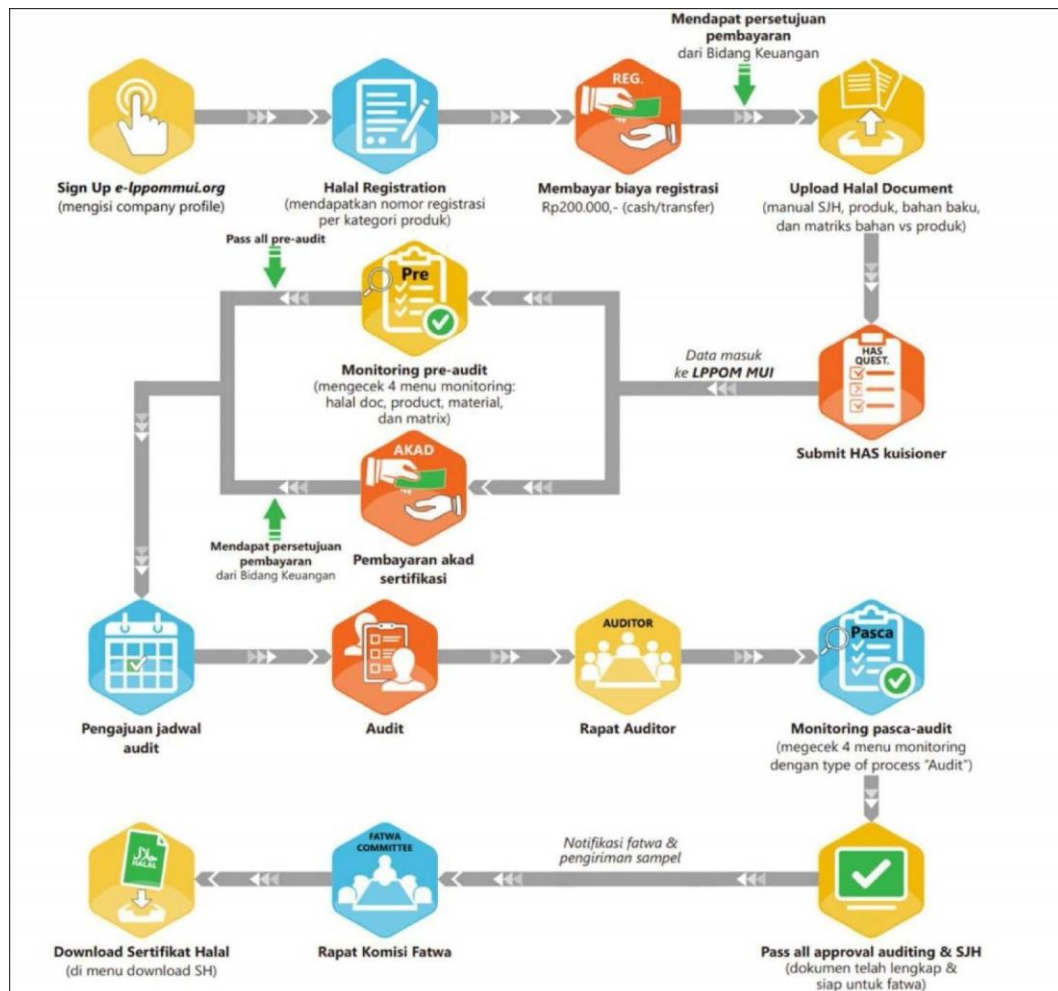 Mendapat persetujuan
pembayaran
dari Bidang Keuangan
REG.
Sign Up e-lppommui.org
(mengisi company profile)
Halal Registration
(mendapatkan nomor registrasi
per kategori produk)
Membayar biaya registrasi
Rp200.000,- (cash/transfer)
Upload Halal Document
(manual SJH, produk, bahan baku,
dan matriks bahan vs produk)
Pass all pre-audit
Pre
Monitoring pre-audit
(mengecek 4 menu monitoring:
halal doc, product, material,
dan matrix)
Data masuk
ke LPPOM MUI
HAS
QUEST.
Submit HAS kuisioner
AKAD
Pembayaran akad
sertifikasi
Mendapat persetujuan
pembayaran
dari Bidang Keuangan
Pengajuan jadwal
audit
Audit
AUDITOR
Rapat Auditor
Pasca
Monitoring pasca-audit
(megecek 4 menu monitoring
dengan type of process "Audit")
حلال
HALAL
Download Sertifikat Halal
(di menu download SH)
FATWA
COMMITTEE
Rapat Komisi Fatwa
Notifikasi fatwa &
pengiriman sampel
Pass all approval auditing & SJH
(dokumen telah lengkap &
siap untuk fatwa)